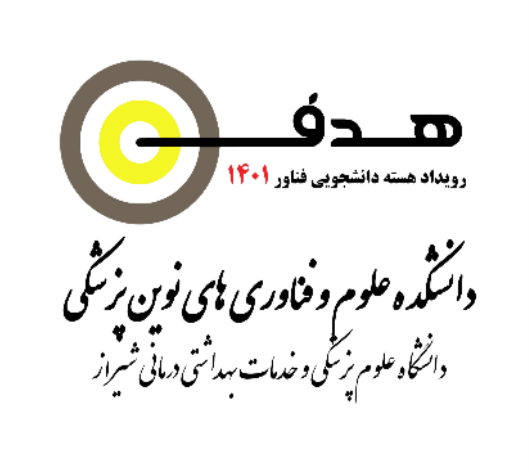 هدف
رویداد هسته دانشجویی فناور ۱۴۰۱
دانشکده علوم و فناوری های نوین پزشکی
دانشگاه علوم پزشکی و خدمات بهداشتی درمانی شیراز